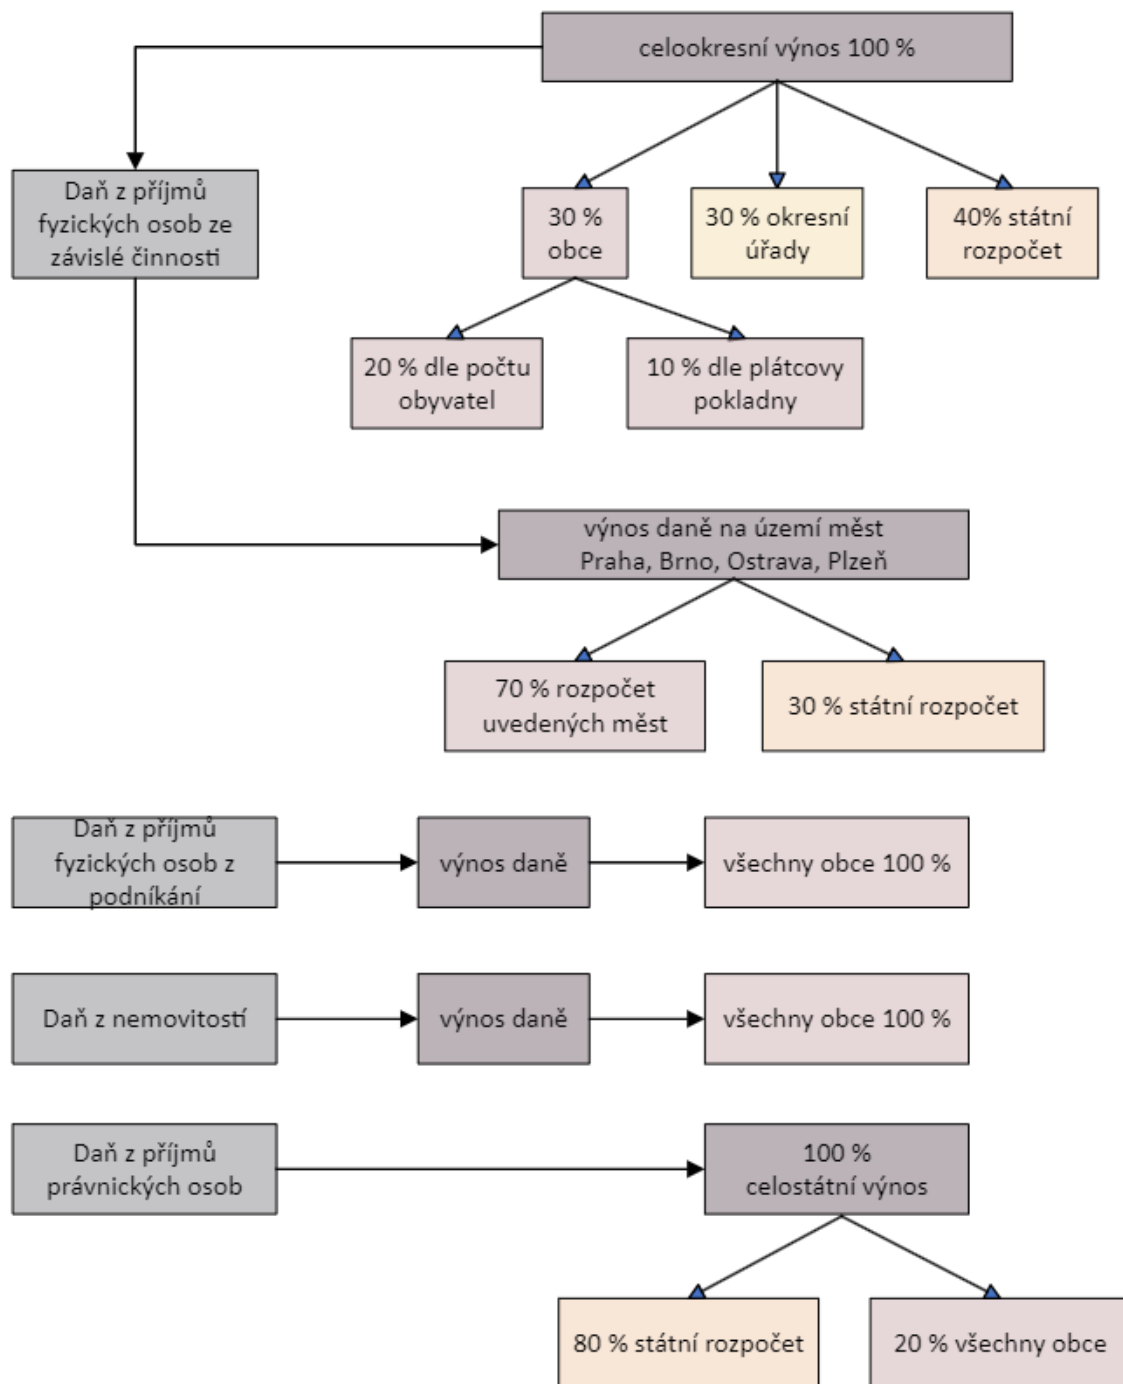 celookresní výnos 100 %
Daň z příjmů
fyzických osob ze
závislé činnosti
30 %
obce
30 % okresní
úřady
40% státní
rozpočet
20 % dle počtu
obyvatel
10 % dle plátcovy
pokladny
výnos daně na území měst
Praha, Brno, Ostrava, Plzeň
70 % rozpočet
uvedených měst
30 % státní rozpočet
Daň z příjmů
fyzických osob z
podníkání
výnos daně
všechny obce 100 %
Daň z nemovitostí
výnos daně
všechny obce 100 %
Daň z příjmů
právnických osob
100 %
celostátní výnos
80 % státní rozpočet
20 % všechny obce